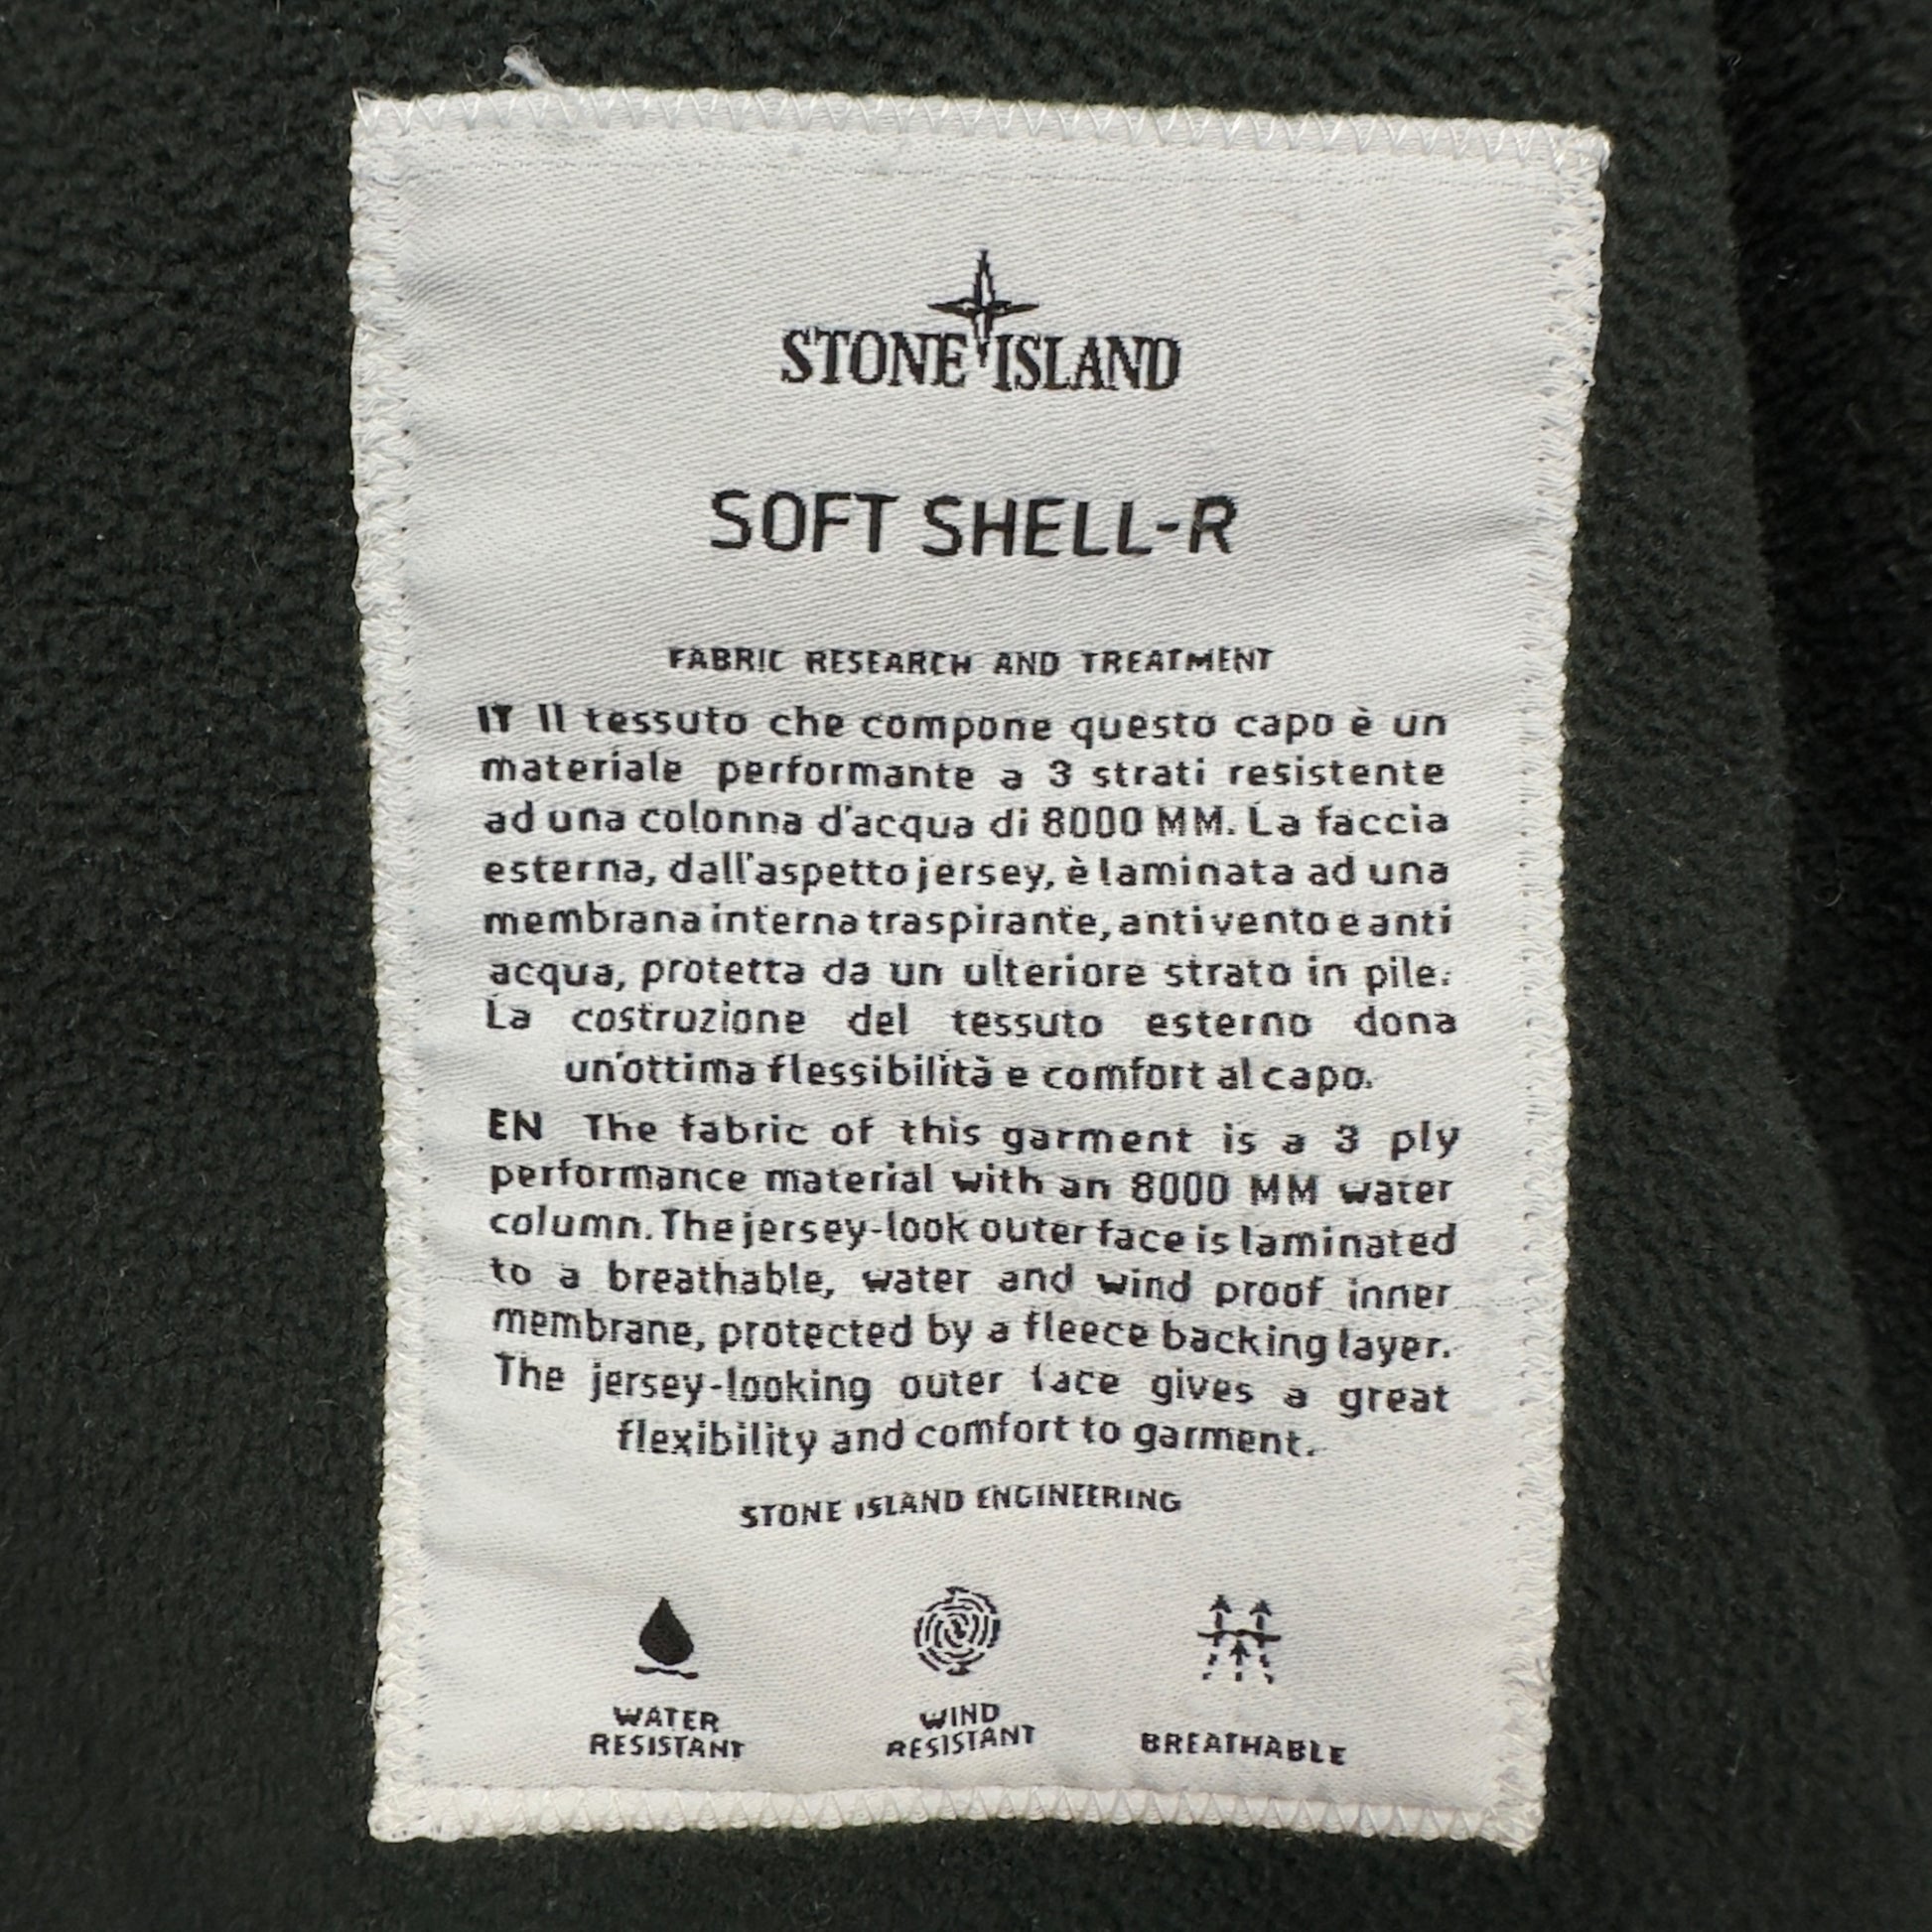 STONE ISLAND
SOFT SHELL-R
FABRIC RESEARCH AND TREATMENT
IT Il tessuto che compone questo capo è un
materiale performante a 3 strati resistente
ad una colonna d'acqua di 8000 MM. La faccia
esterna, dall'aspetto jersey, è laminata ad una
membrana interna traspirante, anti vento e anti
acqua, protetta da un ulteriore strato in pile.
La costruzione del tessuto esterno dona
un'ottima flessibilità e comfort al capo.
EN The fabric of this garment is a 3 ply
performance material with an 8000 MM water
column. The jersey-look outer face is laminated
to a breathable, water and wind proof inner
membrane, protected by a fleece backing layer.
The jersey-looking outer face gives a great
flexibility and comfort to garment.
STONE ISLAND ENGINEERING
WATER
RESISTANT
WIND
RESISTANT
BREATHABLE